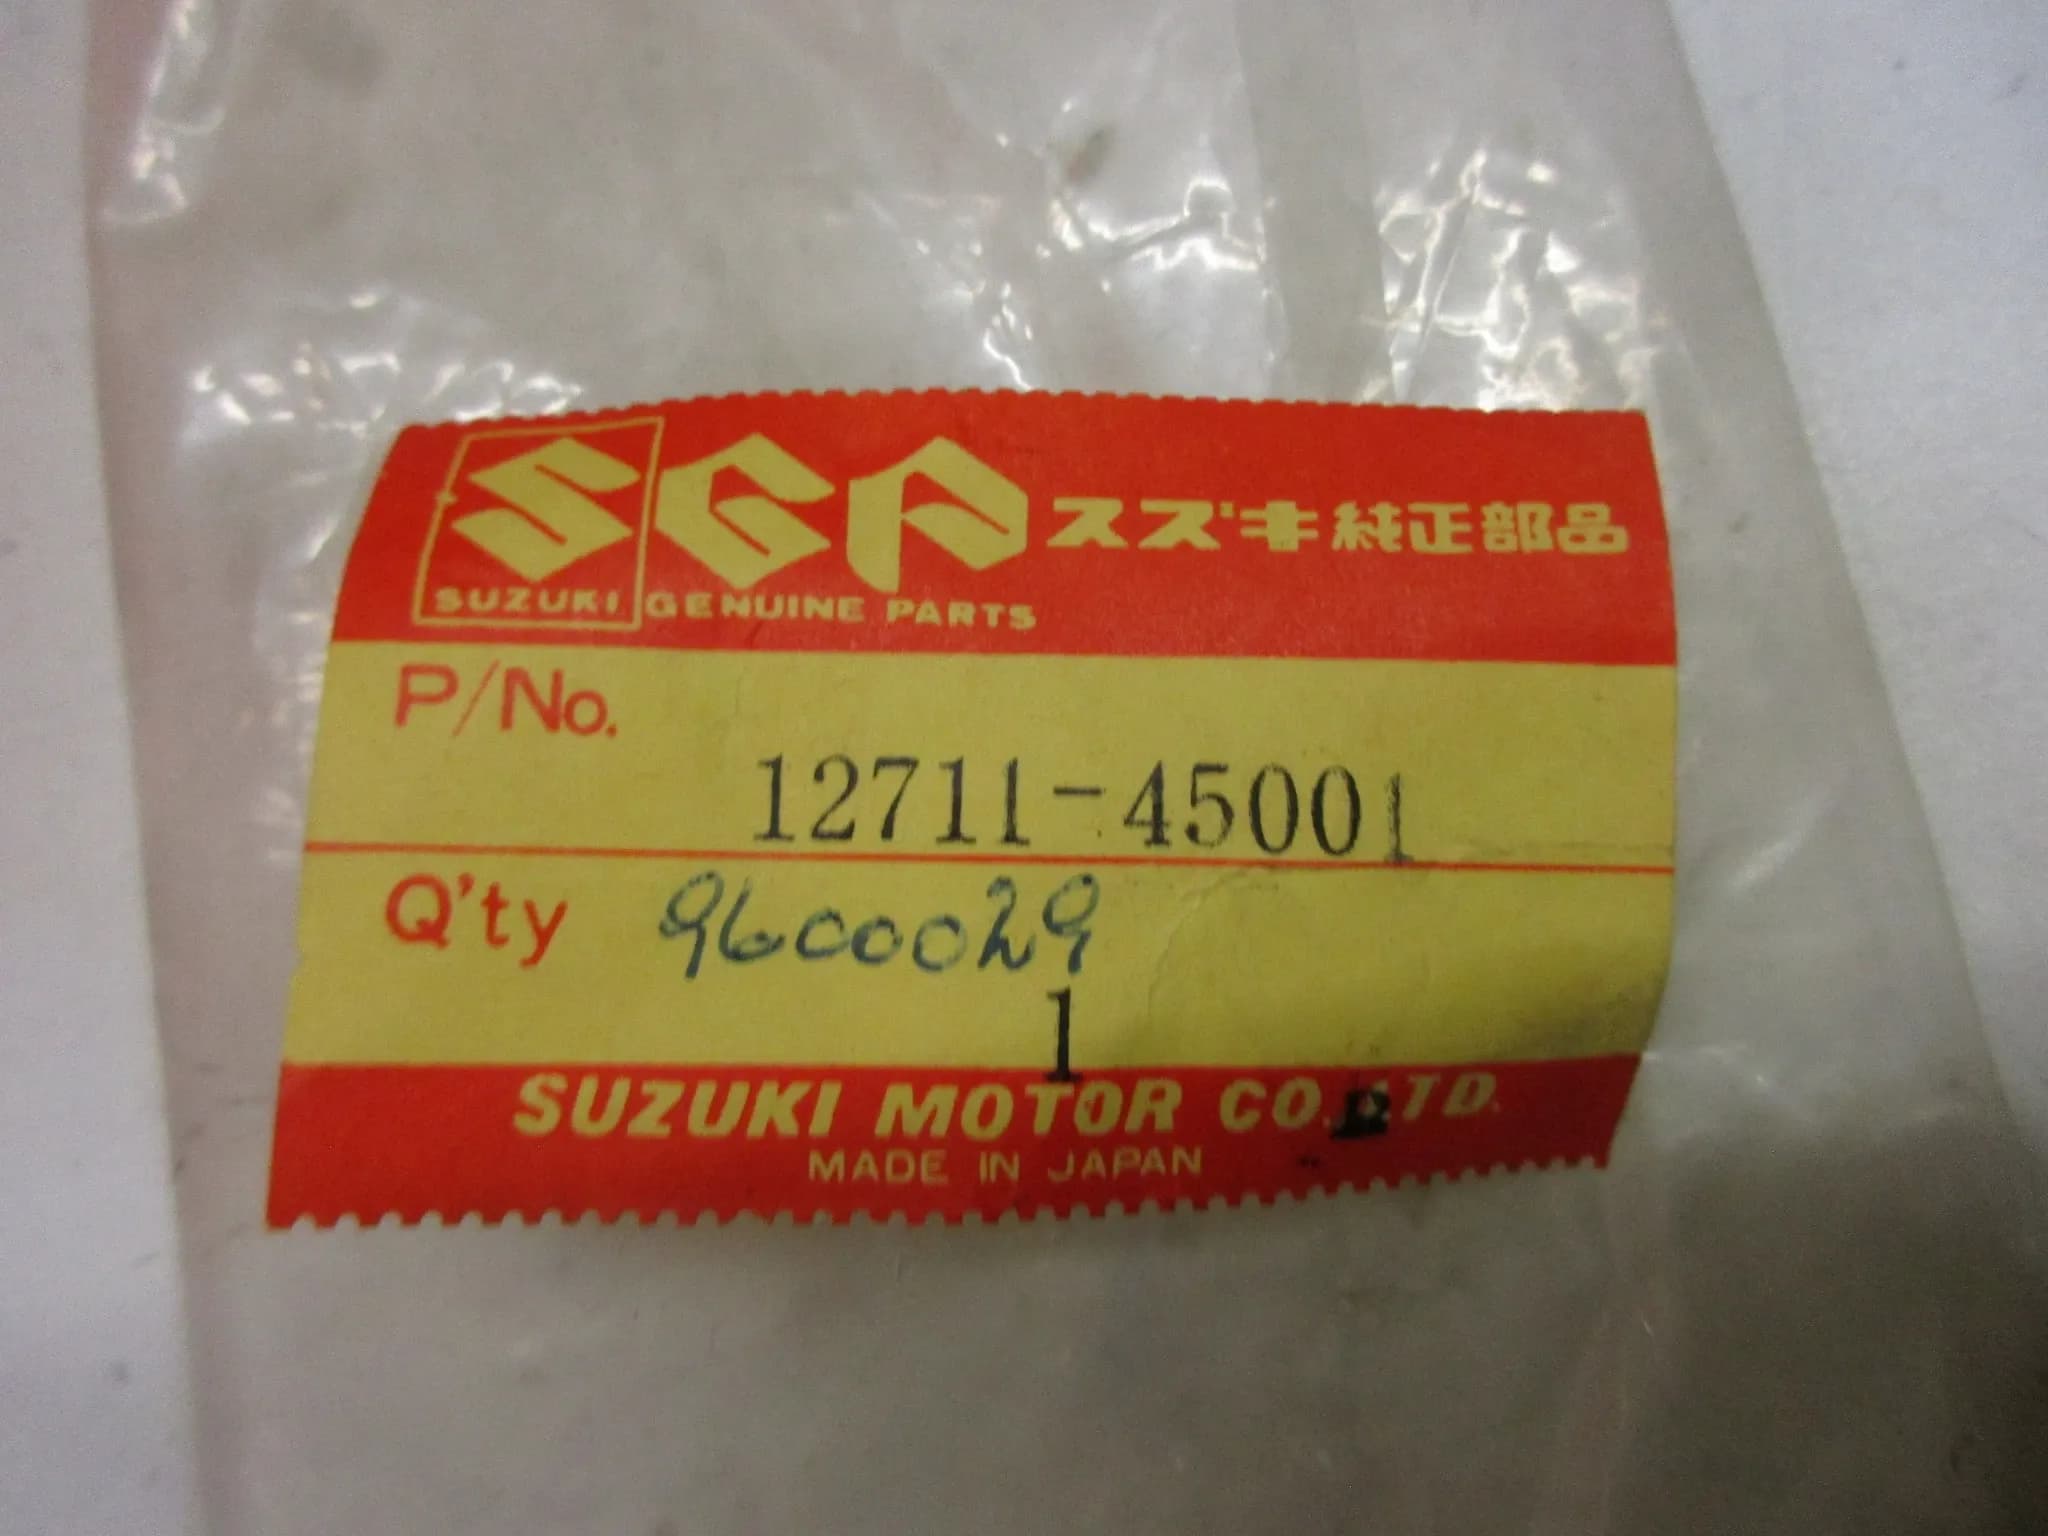 SGP スズキ純正部品
SUZUKI GENUINE PARTS
P/No.
12711-45001
Q'ty 9600029
1
SUZUKI MOTOR CO. LTD.
MADE IN JAPAN